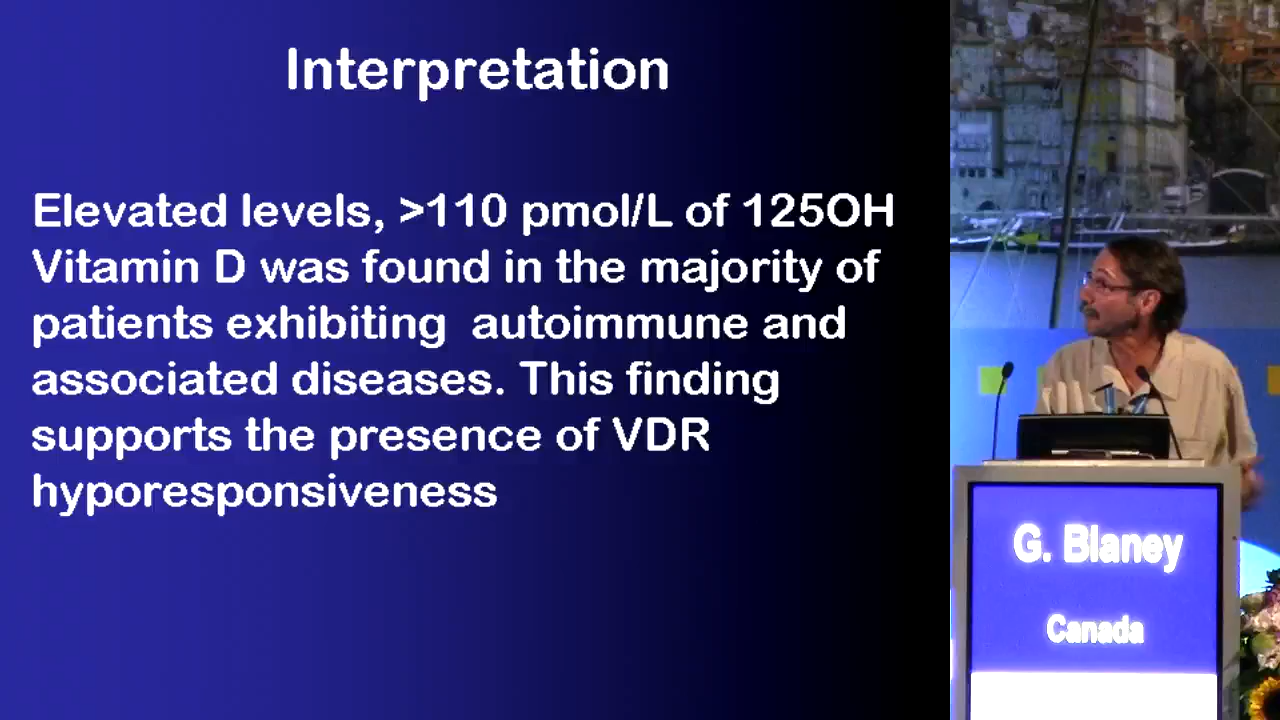 Interpretation
Elevated levels, >110 pmol/L of 125OH
Vitamin D was found in the majority of
patients exhibiting  autoimmune and
associated diseases. This finding
supports the presence of VDR
hyporesponsiveness
G. Blaney
Canada